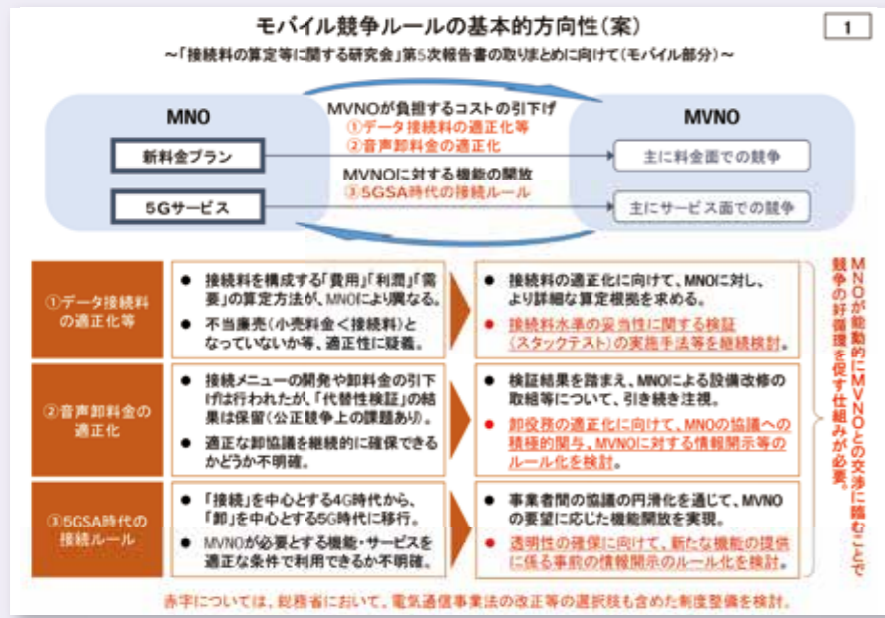 モバイル競争ルールの基本的方向性(案)
1
～「接続料の算定等に関する研究会」第5次報告書の取りまとめに向けて(モバイル部分)～
MNO
MVNOが負担するコストの引下げ
①データ接続料の適正化等
②音声卸料金の適正化
MVNO
新料金プラン
主に料金面での競争
MVNOに対する機能の開放
③5GSA時代の接続ルール
5Gサービス
主にサービス面での競争
①データ接続料
の適正化等
● 接続料を構成する「費用」「利潤」「需
要」の算定方法が、MNOにより異なる。
● 不当廉売(小売料金＜接続料)と
なっていないか等、適正性に疑義。
● 接続料の適正化に向けて、MNOに対し、
より詳細な算定根拠を求める。
● 接続料水準の妥当性に関する検証
(スタックテスト)の実施手法等を継続検討。
②音声卸料金の
適正化
● 接続メニューの開発や卸料金の引下
げは行われたが、「代替性検証」の結
果は保留(公正競争上の課題あり)。
● 適正な卸協議を継続的に確保できる
かどうか不明確。
● 検証結果を踏まえ、MNOによる設備改修の
取組等について、引き続き注視。
● 卸役務の適正化に向けて、MNOの協議への
積極的関与、MVNOに対する情報開示等の
ルール化を検討。
③5GSA時代の
接続ルール
● 「接続」を中心とする4G時代から、
「卸」を中心とする5G時代に移行。
● MVNOが必要とする機能・サービスを
適正な条件で利用できるか不明確。
● 事業者間の協議の円滑化を通じて、MVNO
の要望に応じた機能開放を実現。
● 透明性の確保に向けて、新たな機能の提供
に係る事前の情報開示のルール化を検討。
MNOが能動的にMVNOとの交渉に臨むことで
競争の好循環を促す仕組みが必要。
赤字については、総務省において、電気通信事業法の改正等の選択肢も含めた制度整備を検討。